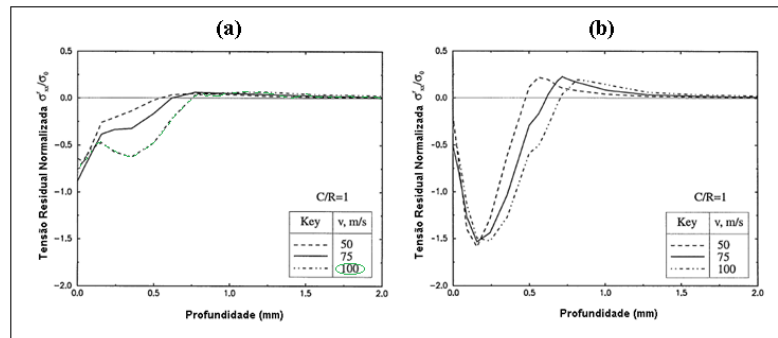 (a)
Tensão Residual Normalizada σ'xx/σ0
0.5
0.0
−0.5
−1.0
−1.5
−2.0
C/R=1
Key v, m/s
50
75
100
0.0 0.5 1.0 1.5 2.0
Profundidade (mm)
(b)
Tensão Residual Normalizada σ'xx/σ0
0.5
0.0
−0.5
−1.0
−1.5
−2.0
C/R=1
Key v, m/s
50
75
100
0.0 0.5 1.0 1.5 2.0
Profundidade (mm)